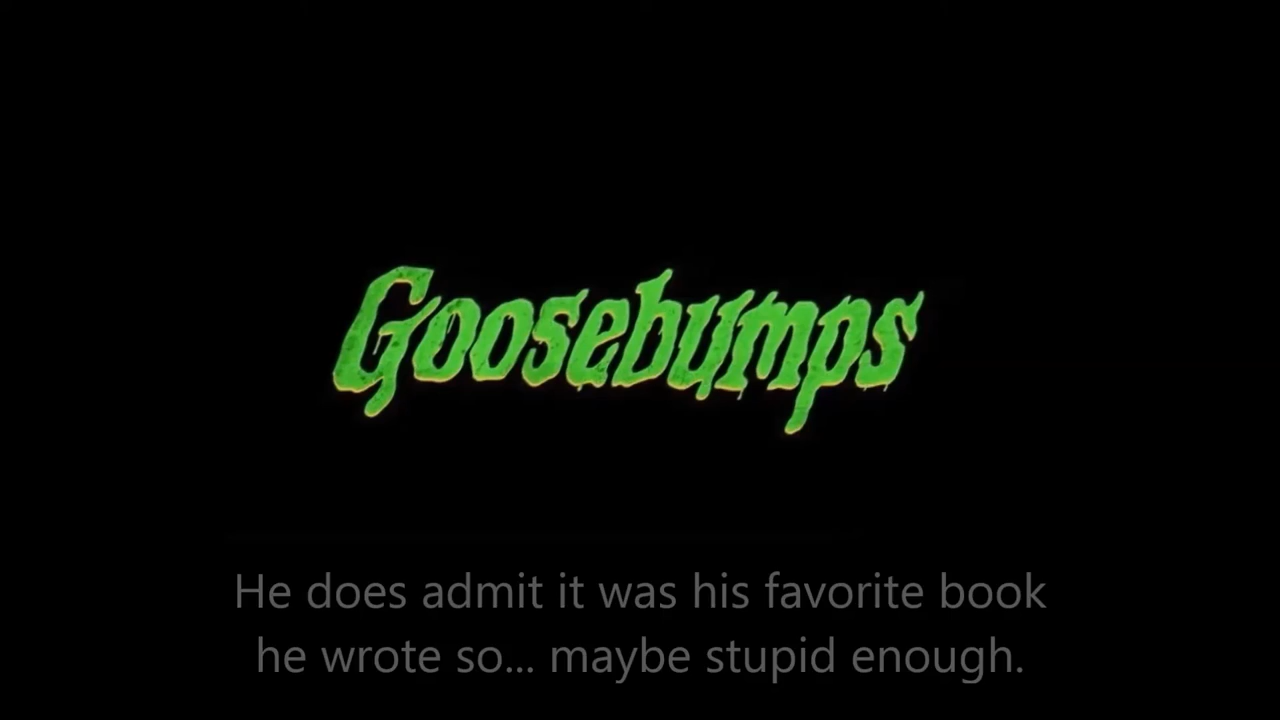 Goosebumps
He does admit it was his favorite book
he wrote so... maybe stupid enough.